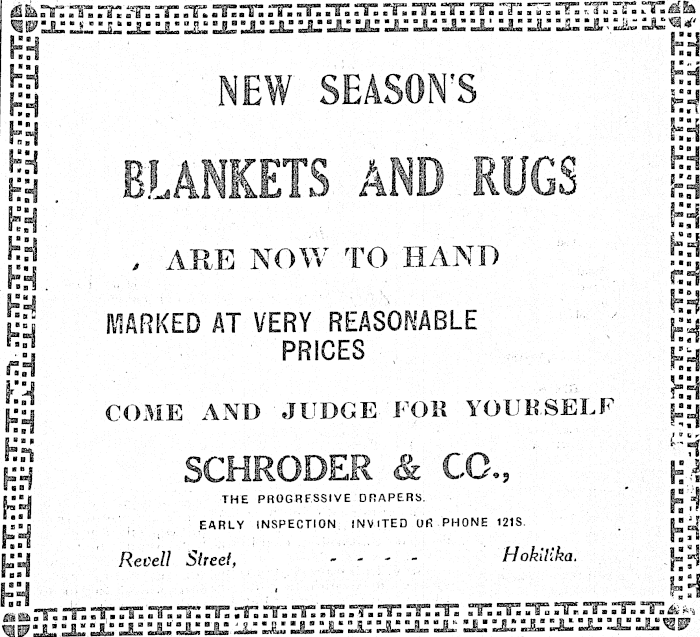 NEW SEASON'S
BLANKETS AND RUGS
ARE NOW TO HAND
MARKED AT VERY REASONABLE
PRICES
COME AND JUDGE FOR YOURSELF
SCHRODER & CO.,
THE PROGRESSIVE DRAPERS.
EARLY INSPECTION INVITED OR PHONE 121S.
Revell Street, - - - - Hokitika.